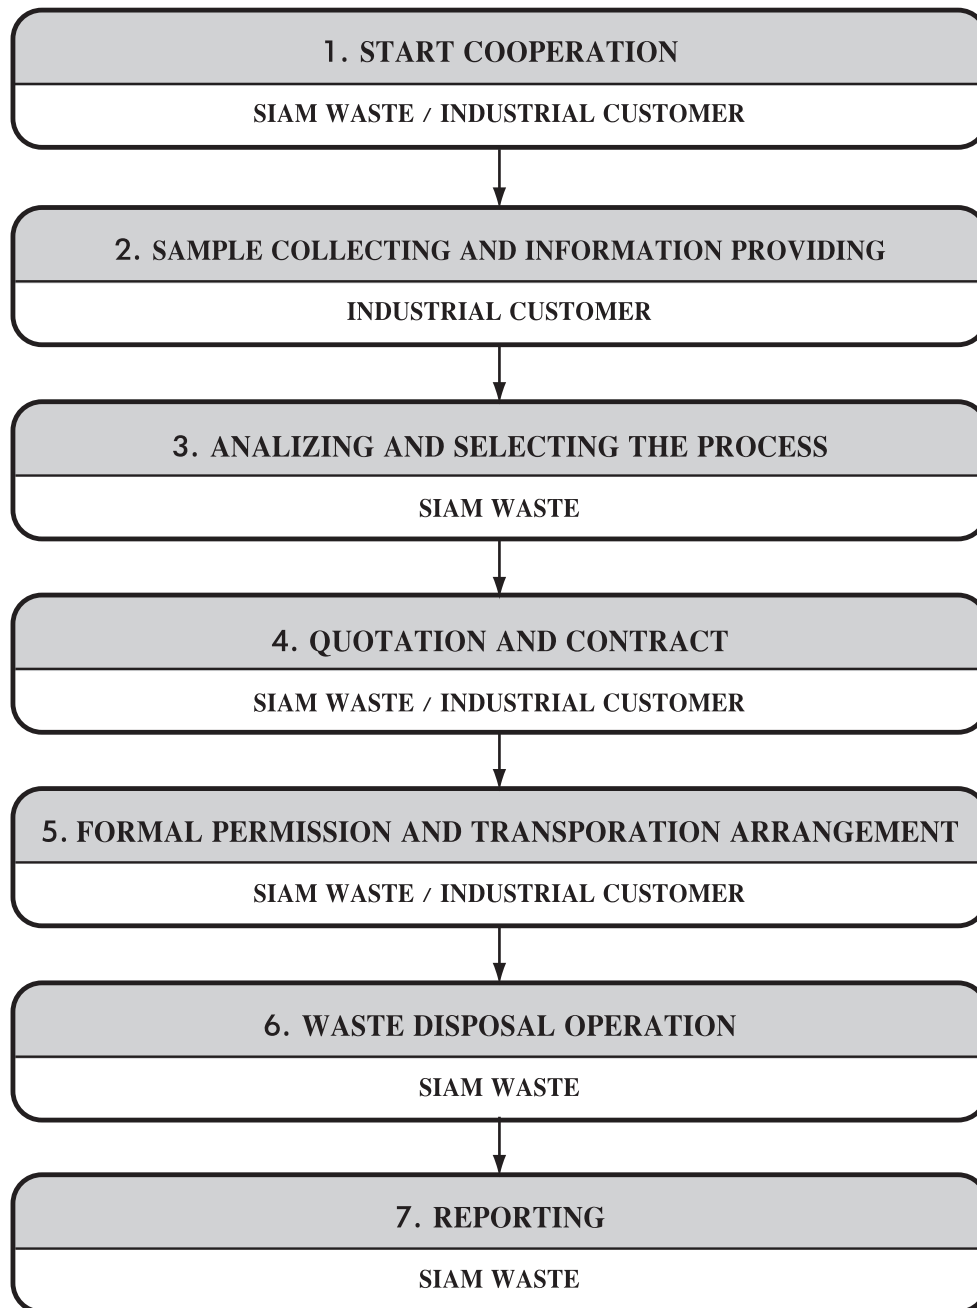 1. START COOPERATION
SIAM WASTE / INDUSTRIAL CUSTOMER
2. SAMPLE COLLECTING AND INFORMATION PROVIDING
INDUSTRIAL CUSTOMER
3. ANALIZING AND SELECTING THE PROCESS
SIAM WASTE
4. QUOTATION AND CONTRACT
SIAM WASTE / INDUSTRIAL CUSTOMER
5. FORMAL PERMISSION AND TRANSPORATION ARRANGEMENT
SIAM WASTE / INDUSTRIAL CUSTOMER
6. WASTE DISPOSAL OPERATION
SIAM WASTE
7. REPORTING
SIAM WASTE